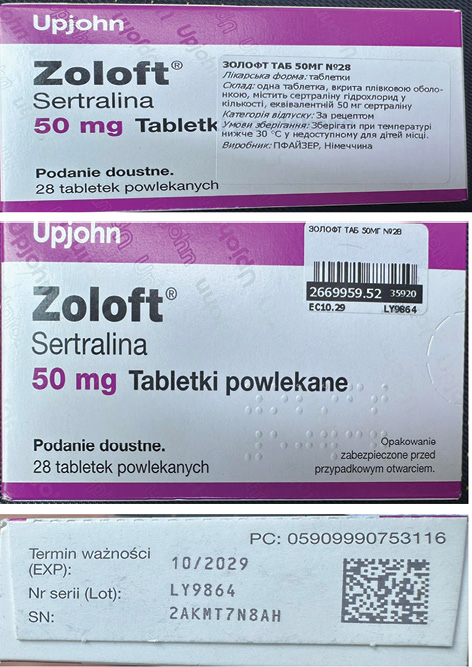 Upjohn
Zoloft®
Sertralina
50 mg Tabletk
Podanie doustne.
28 tabletek powlekanych
ЗОЛОФТ ТАБ 50МГ №28
Лікарська форма: таблетки
Склад: одна таблетка, вкрита плівковою оболо-
нкою, містить сертраліну гідрохлорид у
кількості, еквівалентній 50 мг сертраліну
Категорія відпуску: За рецептом
Умови зберігання: Зберігати при температурі
нижче 30 °С у недоступному для дітей місці.
Виробник: ПФАЙЗЕР, Німеччина
Upjohn
ЗОЛОФТ ТАБ 50МГ №28
2669959.52 35920
EC10.29 LY9864
Zoloft®
Sertralina
50 mg Tabletki powlekane
Podanie doustne.
28 tabletek powlekanych
Opakowanie
zabezpieczone przed
przypadkowym otwarciem.
PC: 05909990753116
Termin ważności
(EXP): 10/2029
Nr serii (Lot): LY9864
SN: 2AKMT7N8AH